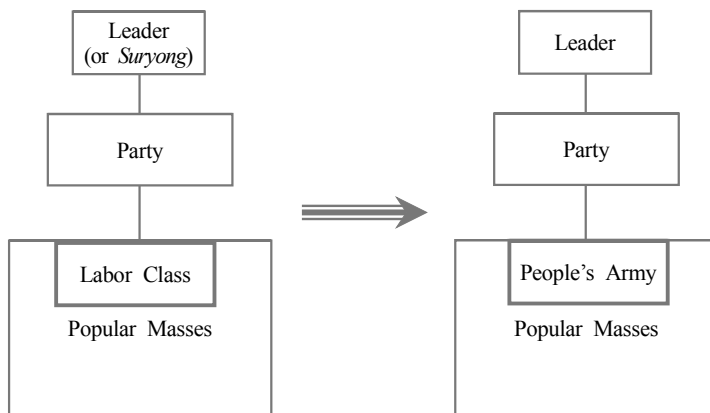 Leader
(or Suryong)
Party
Labor Class
Popular Masses
Leader
Party
People's Army
Popular Masses